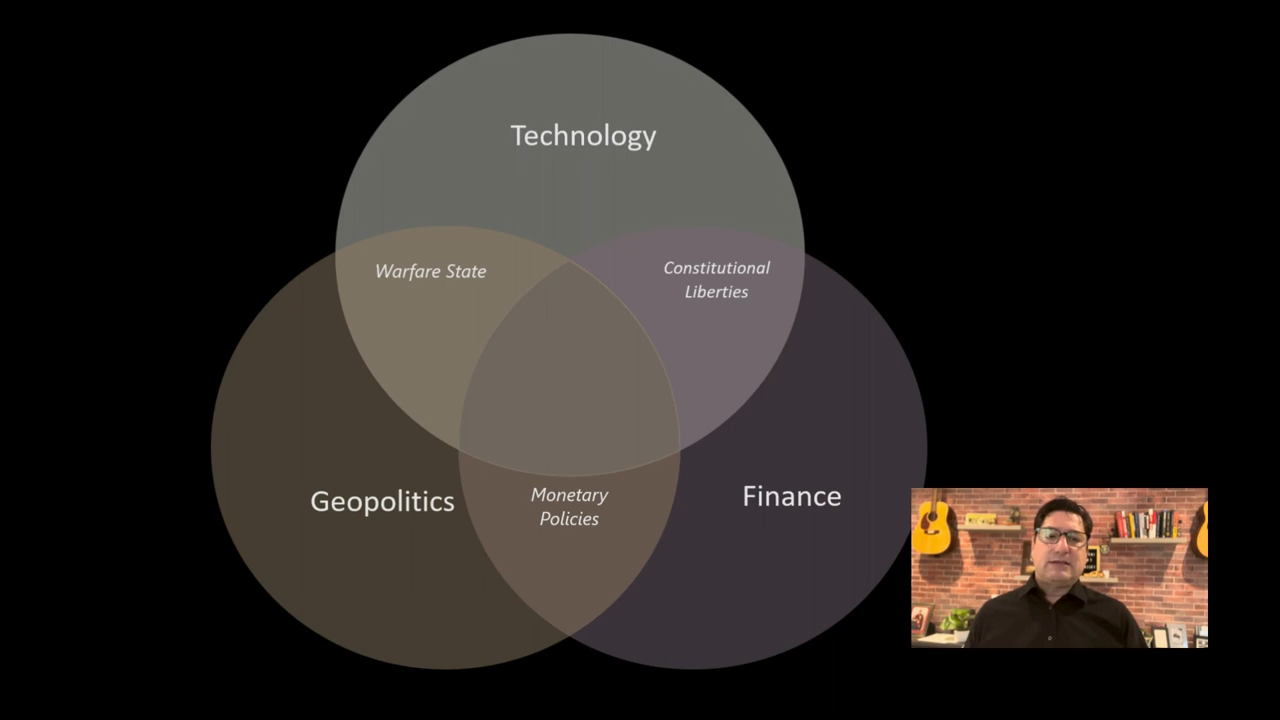 Technology
Warfare State
Constitutional
Liberties
Geopolitics
Monetary
Policies
Finance